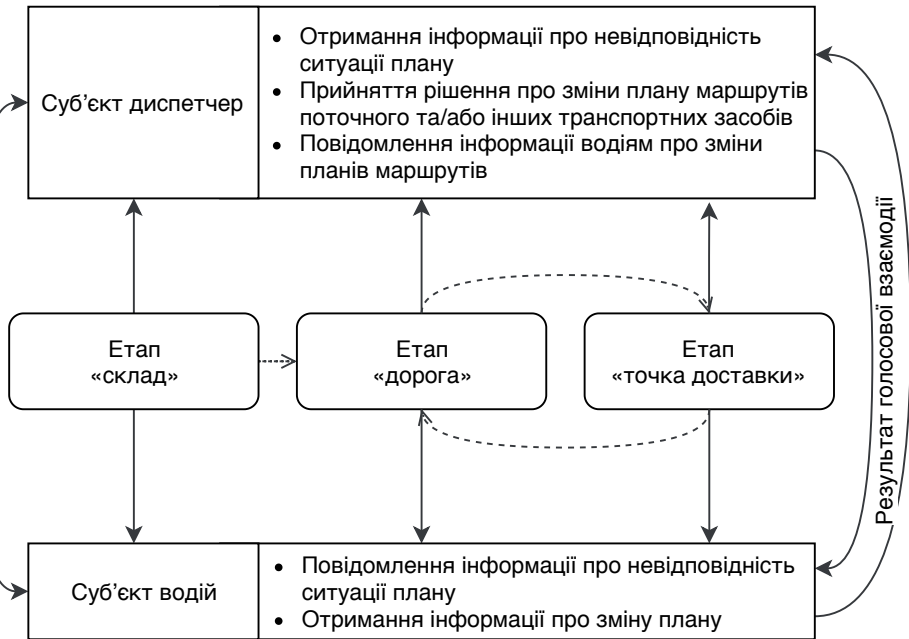 Суб’єкт диспетчер
• Отримання інформації про невідповідність
ситуації плану
• Прийняття рішення про зміни плану маршрутів
поточного та/або інших транспортних засобів
• Повідомлення інформації водіям про зміни
планів маршрутів
Етап
«склад»
Етап
«дорога»
Етап
«точка доставки»
Результат голосової взаємодії
Суб’єкт водій
• Повідомлення інформації про невідповідність
ситуації плану
• Отримання інформації про зміну плану